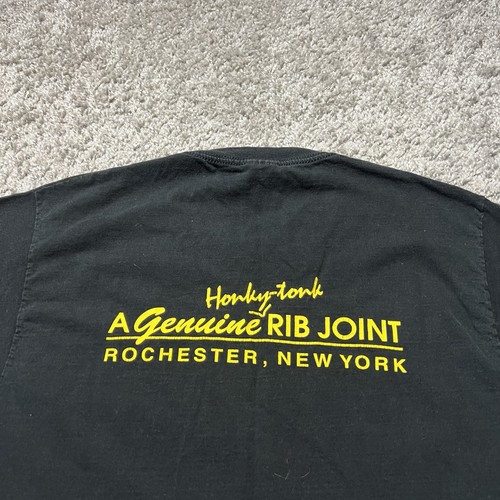 Honky-tonk
A Genuine RIB JOINT
ROCHESTER, NEW YORK